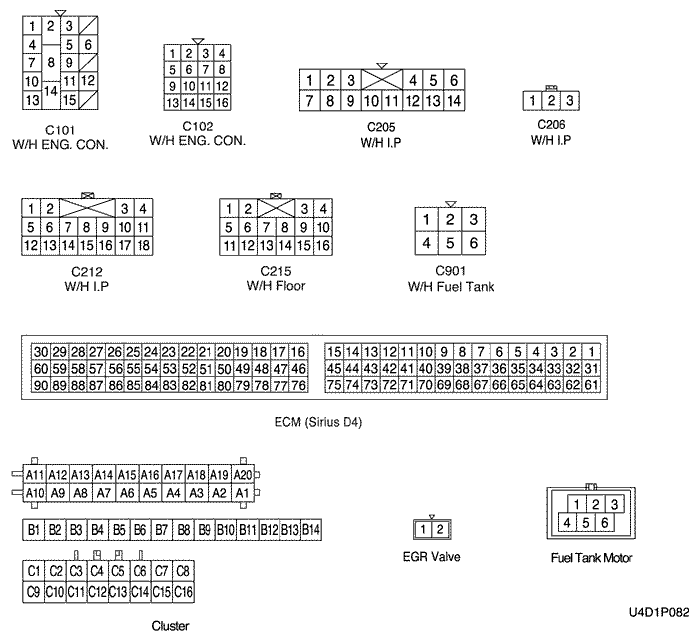 1 2 3
4 5 6
7 8 9
10 11 12
13 14 15
C101
W/H ENG. CON.
1 2 3 4
5 6 7 8
9 10 11 12
13 14 15 16
C102
W/H ENG. CON.
1 2 3 4 5 6
7 8 9 10 11 12 13 14
C205
W/H I.P
1 2 3
C206
W/H I.P
1 2 3 4
5 6 7 8 9 10 11
12 13 14 15 16 17 18
C212
W/H I.P
1 2 3 4
5 6 7 8 9 10
11 12 13 14 15 16
C215
W/H Floor
1 2 3
4 5 6
C901
W/H Fuel Tank
30 29 28 27 26 25 24 23 22 21 20 19 18 17 16 15 14 13 12 11 10 9 8 7 6 5 4 3 2 1
60 59 58 57 56 55 54 53 52 51 50 49 48 47 46 45 44 43 42 41 40 39 38 37 36 35 34 33 32 31
90 89 88 87 86 85 84 83 82 81 80 79 78 77 76 75 74 73 72 71 70 69 68 67 66 65 64 63 62 61
ECM (Sirius D4)
A11 A12 A13 A14 A15 A16 A17 A18 A19 A20
A10 A9 A8 A7 A6 A5 A4 A3 A2 A1
B1 B2 B3 B4 B5 B6 B7 B8 B9 B10 B11 B12 B13 B14
C1 C2 C3 C4 C5 C6 C7 C8
C9 C10 C11 C12 C13 C14 C15 C16
Cluster
1 2
EGR Valve
1 2 3
4 5 6
Fuel Tank Motor
U4D1P082